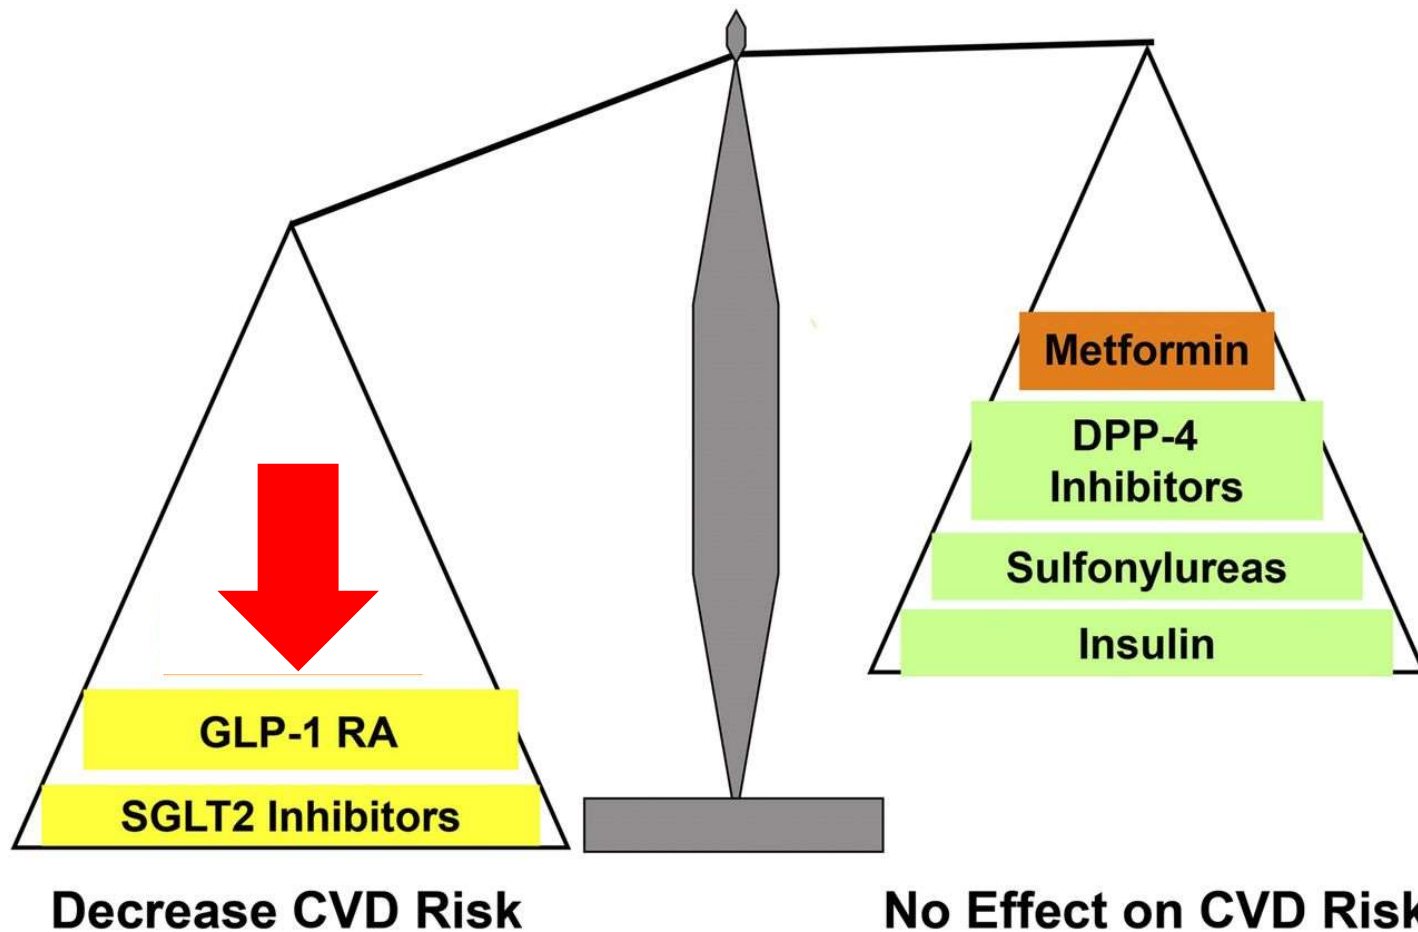 Metformin
DPP-4
Inhibitors
Sulfonylureas
Insulin
GLP-1 RA
SGLT2 Inhibitors
Decrease CVD Risk
No Effect on CVD Risk